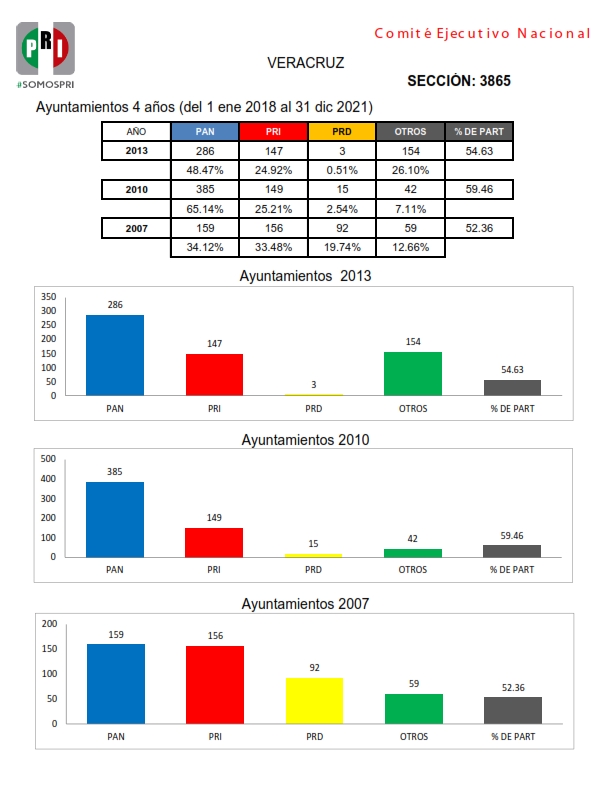 Comité Ejecutivo Nacional
PRI
#SOMOSPRI
VERACRUZ
SECCIÓN: 3865
Ayuntamientos 4 años (del 1 ene 2018 al 31 dic 2021)
AÑO PAN PRI PRD OTROS % DE PART
2013 286 147 3 154 54.63
48.47% 24.92% 0.51% 26.10%
2010 385 149 15 42 59.46
65.14% 25.21% 2.54% 7.11%
2007 159 156 92 59 52.36
34.12% 33.48% 19.74% 12.66%
Ayuntamientos 2013
350
300
250
200
150
100
50
0
286 147 3 154 54.63
PAN PRI PRD OTROS % DE PART
Ayuntamientos 2010
500
400
300
200
100
0
385 149 15 42 59.46
PAN PRI PRD OTROS % DE PART
Ayuntamientos 2007
200
150
100
50
0
159 156 92 59 52.36
PAN PRI PRD OTROS % DE PART